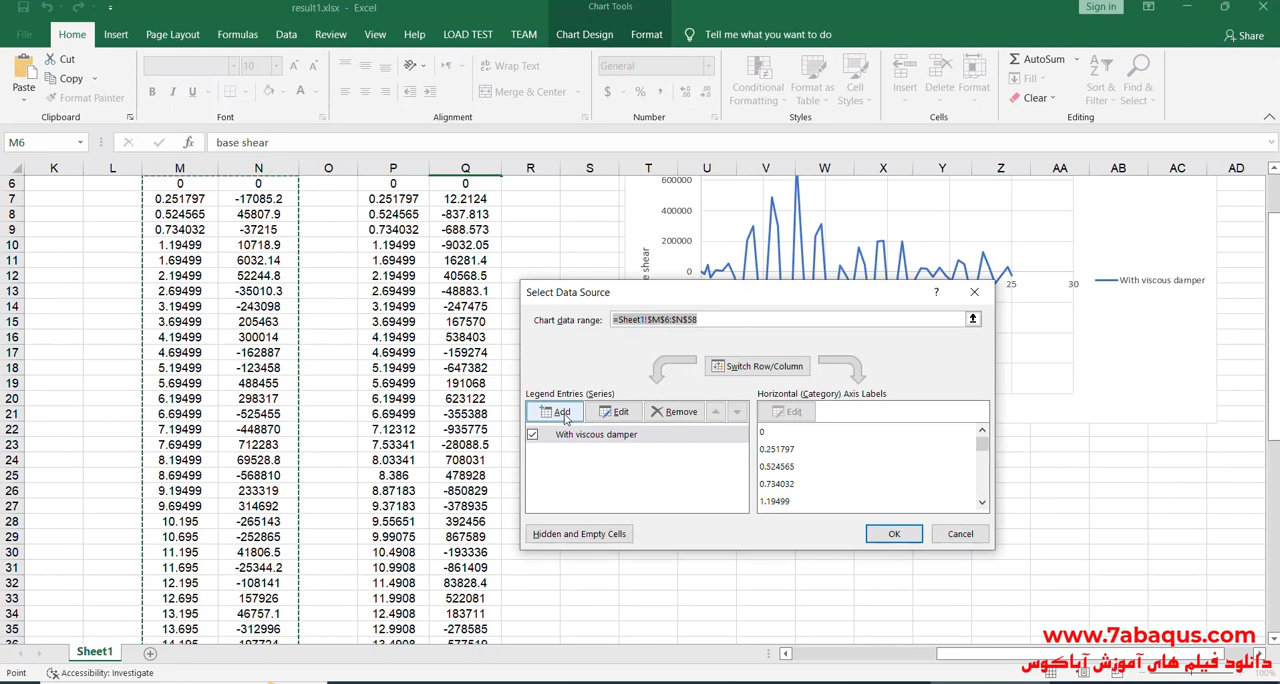 result1.xlsx - Excel
Chart Tools
Sign in
File
Home
Insert
Page Layout
Formulas
Data
Review
View
Help
LOAD TEST
TEAM
Chart Design
Format
Tell me what you want to do
Share
Paste
Cut
Copy
Format Painter
10
Wrap Text
Merge & Center
General
Conditional Formatting
Format as Table
Cell Styles
Insert
Delete
Format
AutoSum
Fill
Clear
Sort & Filter
Find & Select
Clipboard
Font
Alignment
Number
Styles
Cells
Editing
M6
fx
base shear
K L M N O P Q R S T U V W X Y Z AA AB AC AD
6 0 0 0 0
7 0.251797 -17085.2 0.251797 12.2124
8 0.524565 45807.9 0.524565 -837.813
9 0.734032 -37215 0.734032 -688.573
10 1.19499 10718.9 1.19499 -9032.05
11 1.69499 6032.14 1.69499 16281.4
12 2.19499 52244.8 2.19499 40568.5
13 2.69499 -35010.3 2.69499 -48883.1
14 3.19499 -243098 3.19499 -247475
15 3.69499 205463 3.69499 167570
16 4.19499 300014 4.19499 538403
17 4.69499 -162887 4.69499 -159274
18 5.19499 -123458 5.19499 -647382
19 5.69499 488455 5.69499 191068
20 6.19499 298317 6.19499 623122
21 6.69499 -525455 6.69499 -355388
22 7.19499 -448870 7.12312 -935775
23 7.69499 712283 7.53341 -28088.5
24 8.19499 69528.8 8.03341 708031
25 8.69499 -568810 8.386 478928
26 9.19499 233319 8.87183 -850829
27 9.69499 314692 9.37183 -378935
28 10.195 -265143 9.55651 392456
29 10.695 -252865 9.99075 867589
30 11.195 41806.5 10.4908 -193336
31 11.695 -25344.2 10.9908 -861409
32 12.195 -108141 11.4908 83828.4
33 12.695 157926 11.9908 522081
34 13.195 46757.1 12.4908 183711
35 13.695 -312996 12.9908 -278585
600000
400000
200000
0
shear
25
30
With viscous damper
Select Data Source
?
Chart data range:
=Sheet1!$M$6:$N$58
Switch Row/Column
Legend Entries (Series)
Horizontal (Category) Axis Labels
Add
Edit
Remove
Edit
With viscous damper
0
0.251797
0.524565
0.734032
1.19499
Hidden and Empty Cells
OK
Cancel
Sheet1
Point
Accessibility: Investigate
100%
www.7abaqus.com
دانلود فیلم های آموزش آباکوس